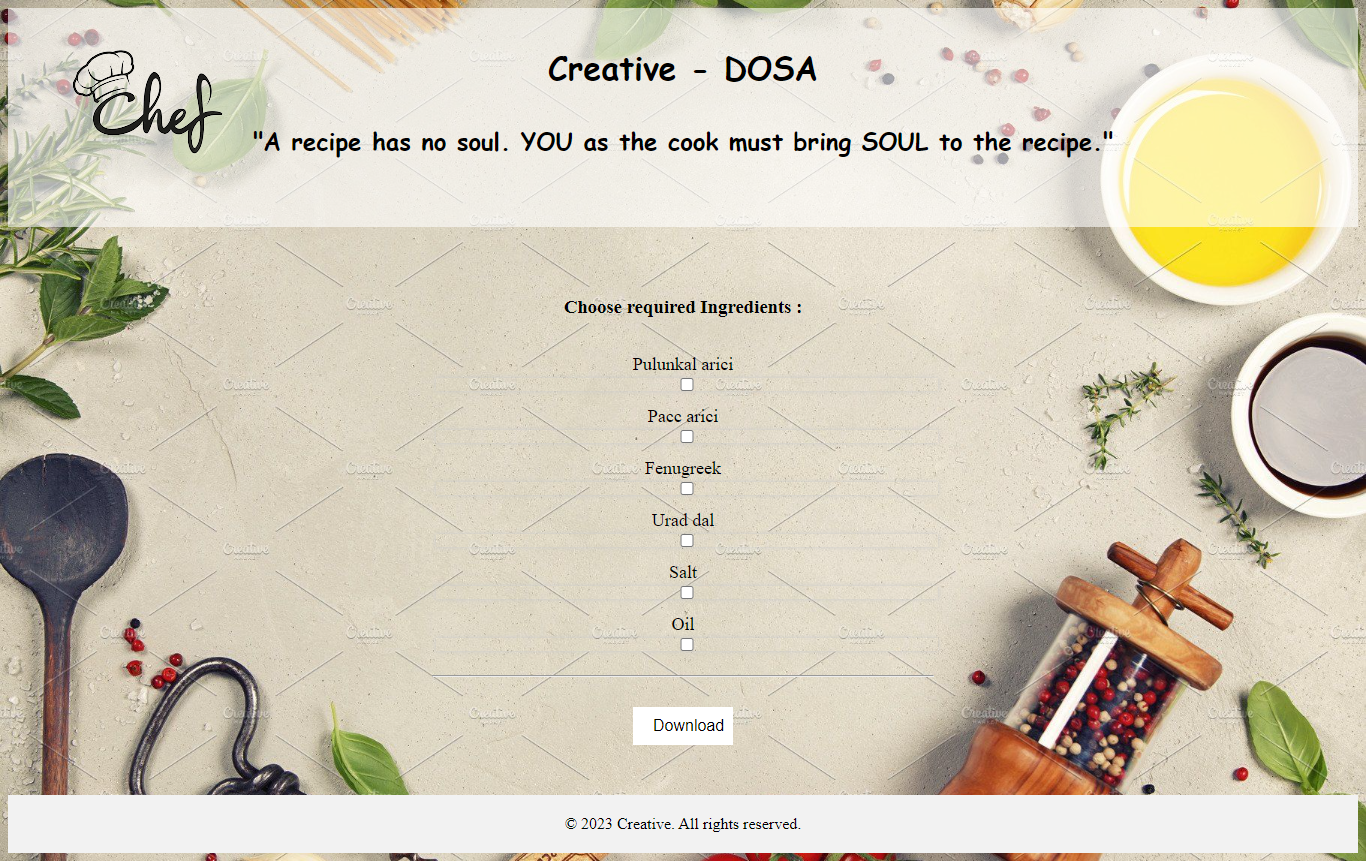 Chef
Creative - DOSA
"A recipe has no soul. YOU as the cook must bring SOUL to the recipe."
Choose required Ingredients :
Pulunkal arici
Pacc arici
Fenugreek
Urad dal
Salt
Oil
Download
© 2023 Creative. All rights reserved.